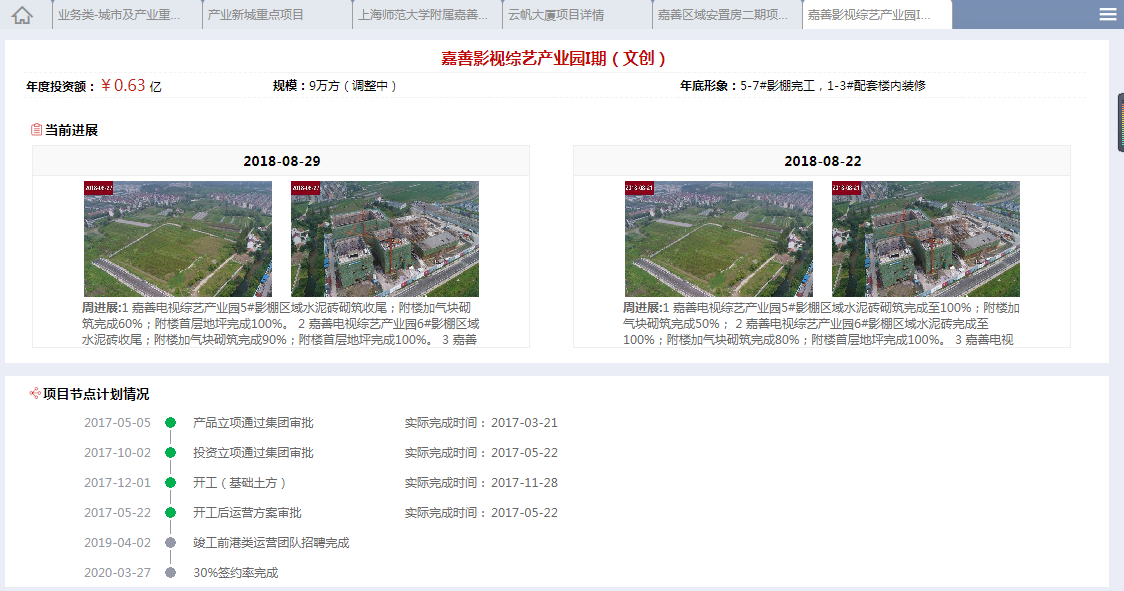 业务类-城市及产业重...
产业新城重点项目
上海师范大学附属嘉善...
云帆大厦项目详情
嘉善区域安置房二期项...
嘉善影视综艺产业园I...
嘉善影视综艺产业园I期（文创）
年度投资额：￥0.63 亿
规模：9万方（调整中）
年底形象：5-7#影棚完工，1-3#配套楼内装修
当前进展
2018-08-29
2018-08-27
2018-08-27
周进展:1 嘉善电视综艺产业园5#影棚区域水泥砖砌筑收尾；附楼加气块砌
筑完成60%；附楼首层地坪完成100%。 2 嘉善电视综艺产业园6#影棚区域
水泥砖收尾；附楼加气块砌筑完成90%；附楼首层地坪完成100%。 3 嘉善
2018-08-22
2018-08-21
2018-08-21
周进展:1 嘉善电视综艺产业园5#影棚区域水泥砖砌筑完成至100%；附楼加
气块砌筑完成50%； 2 嘉善电视综艺产业园6#影棚区域水泥砖完成至
100%；附楼加气块砌筑完成80%；附楼首层地坪完成100%。 3 嘉善电视
项目节点计划情况
2017-05-05 产品立项通过集团审批 实际完成时间：2017-03-21
2017-10-02 投资立项通过集团审批 实际完成时间：2017-05-22
2017-12-01 开工（基础土方） 实际完成时间：2017-11-28
2017-05-22 开工后运营方案审批 实际完成时间：2017-05-22
2019-04-02 竣工前港类运营团队招聘完成
2020-03-27 30%签约率完成